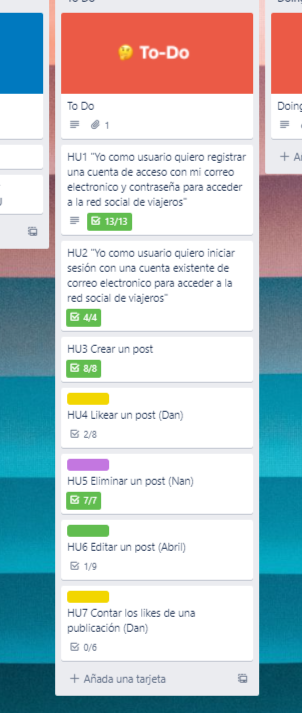 To-Do
To Do
1
HU1 "Yo como usuario quiero registrar
una cuenta de acceso con mi correo
electronico y contraseña para acceder
a la red social de viajeros"
13/13
HU2 "Yo como usuario quiero iniciar
sesión con una cuenta existente de
correo electronico para acceder a la
red social de viajeros"
4/4
HU3 Crear un post
8/8
HU4 Likear un post (Dan)
2/8
HU5 Eliminar un post (Nan)
7/7
HU6 Editar un post (Abril)
1/9
HU7 Contar los likes de una
publicación (Dan)
0/6
+ Añada una tarjeta
Doing